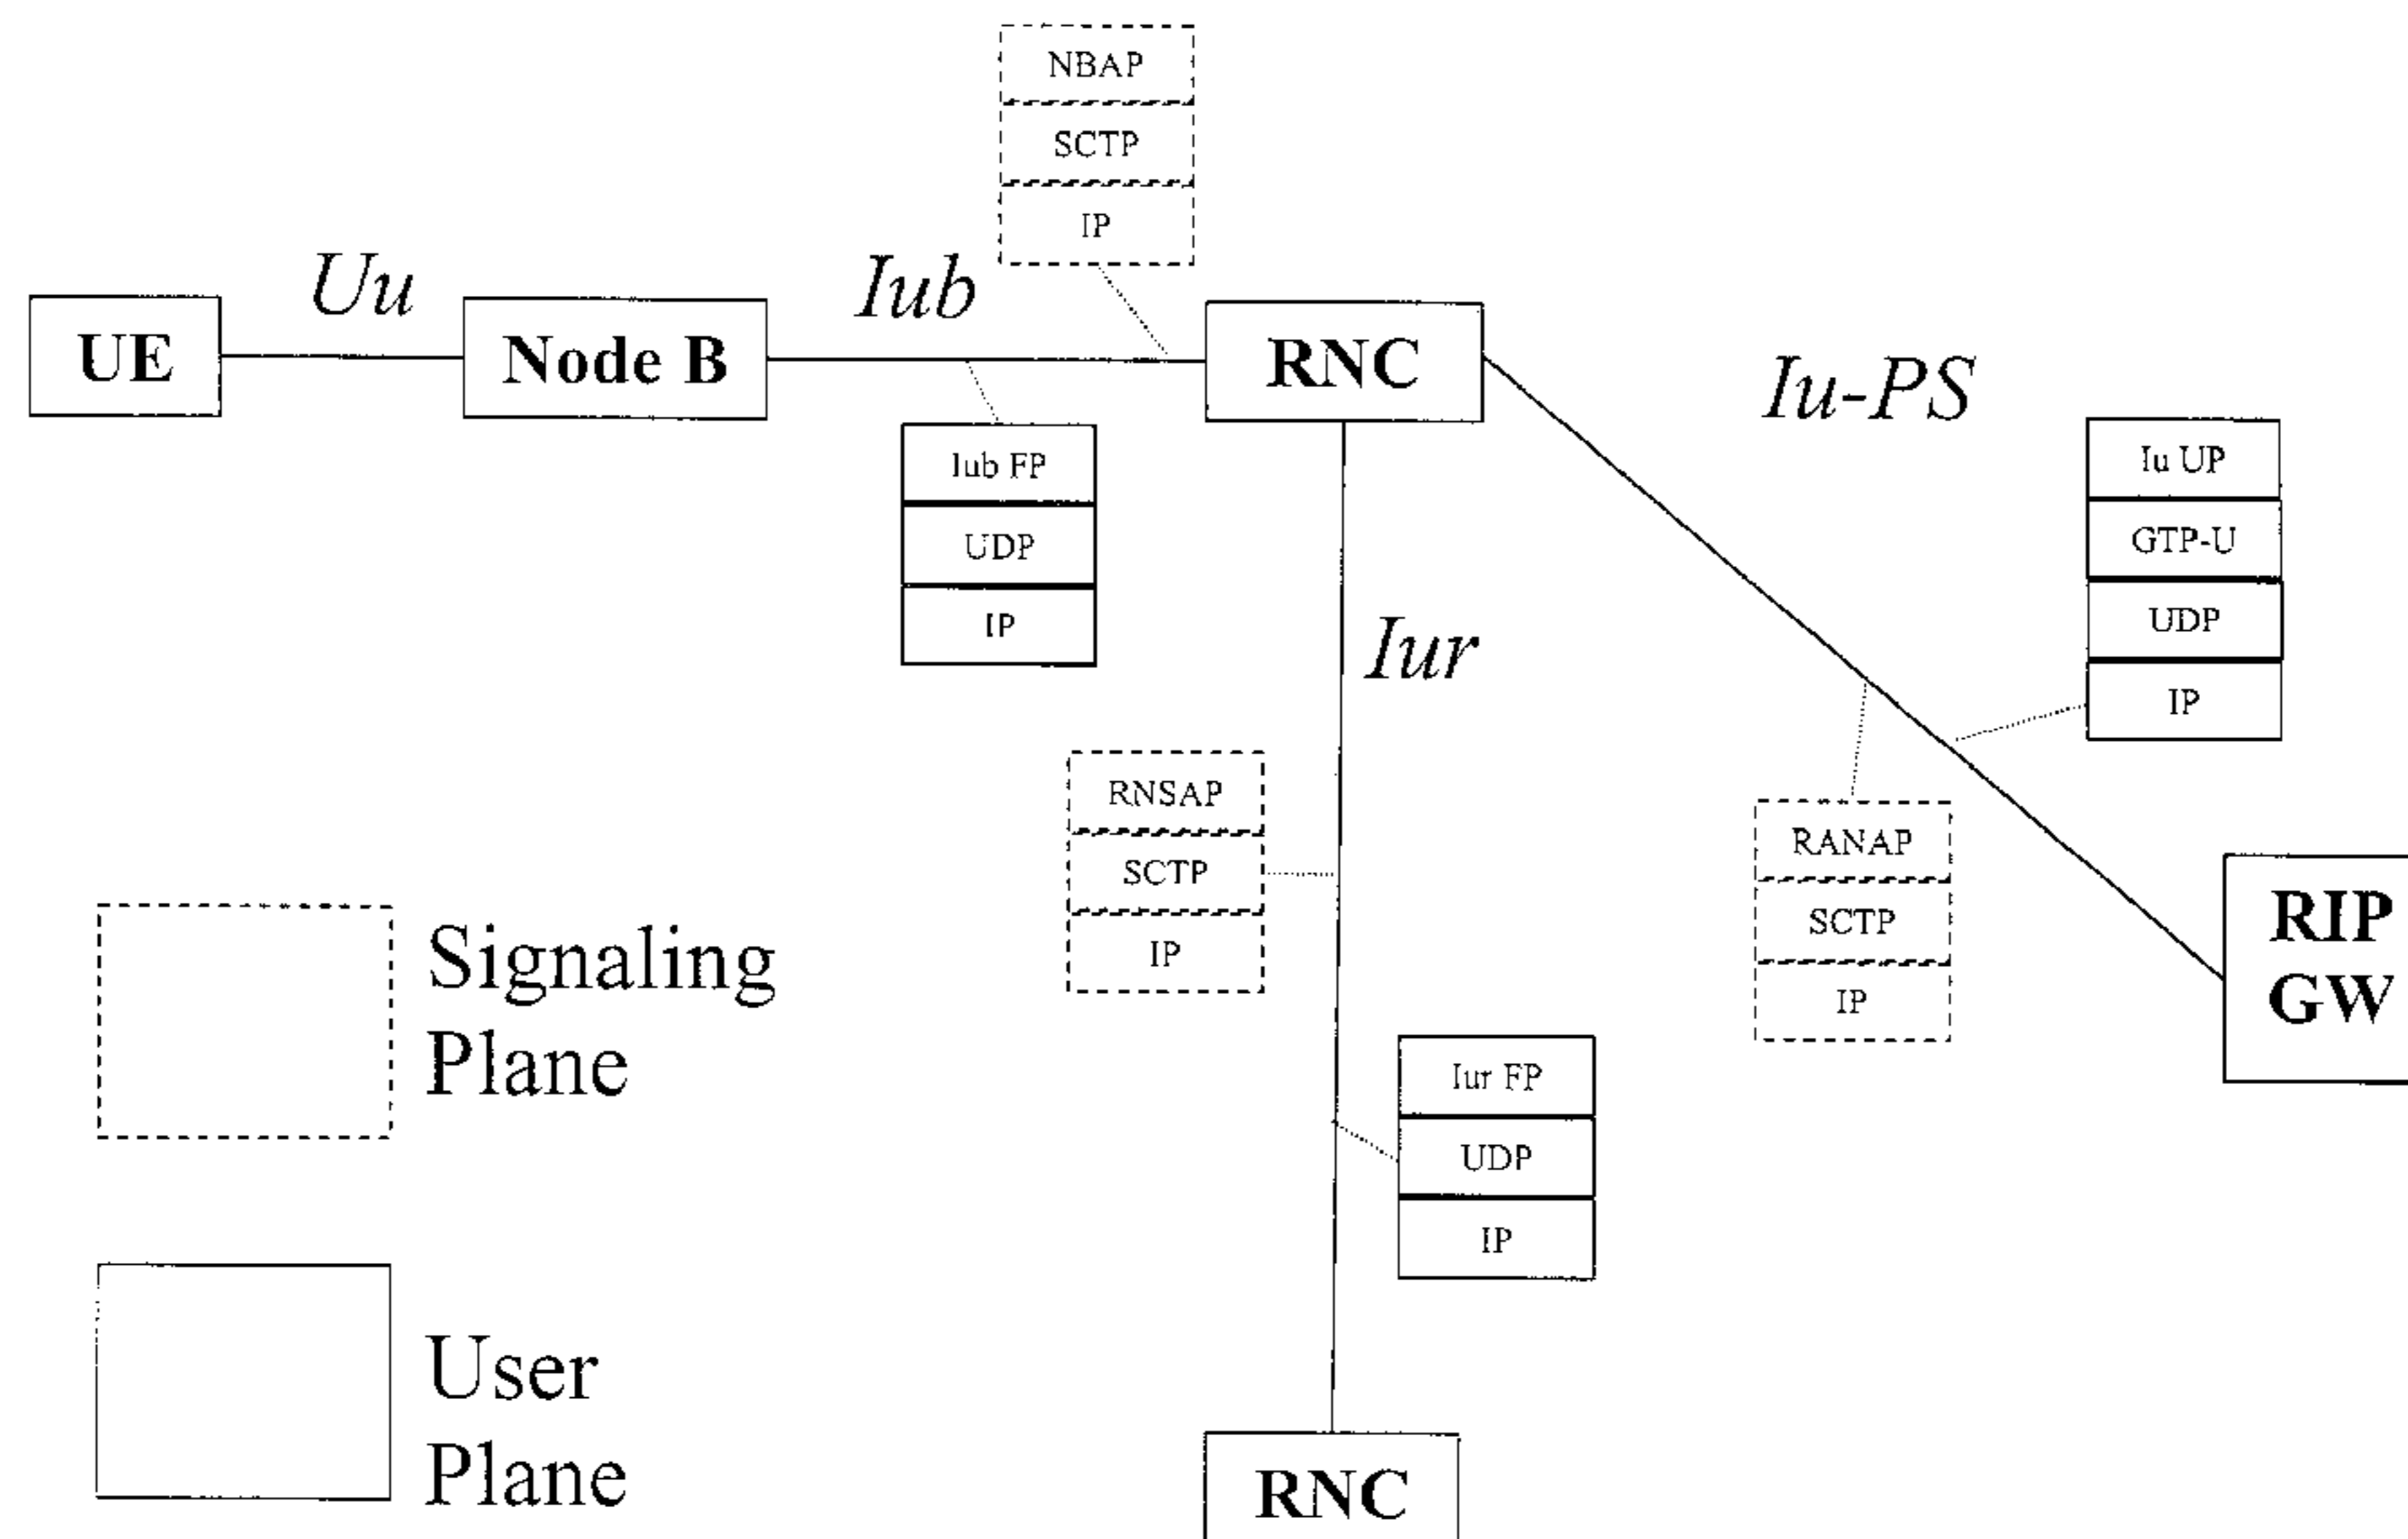 NBAP
SCTP
IP
Uu
Iub
UE
Node B
RNC
Iu-PS
Iub FP
UDP
IP
Iu UP
GTP-U
UDP
IP
Iur
RNSAP
SCTP
IP
RANAP
SCTP
IP
RIP
GW
Signaling
Plane
Iur FP
UDP
IP
User
Plane
RNC